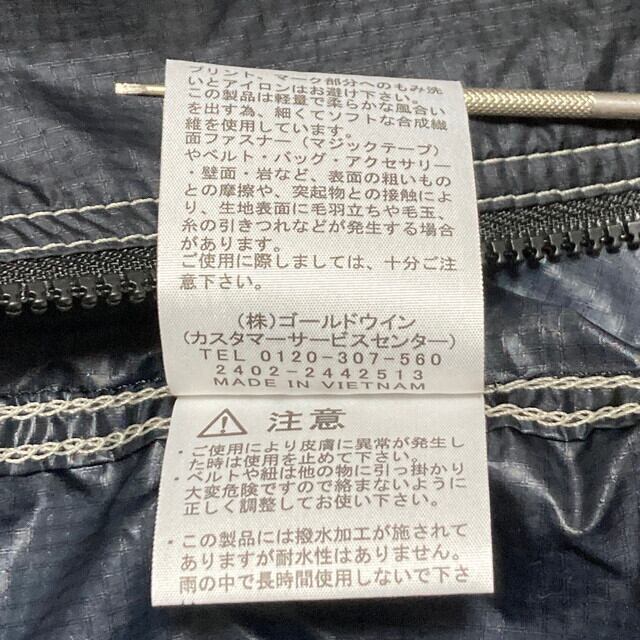 プリント、マーク部分へのもみ洗
いとアイロンはお避け下さい。
この製品は軽量で柔らかな風合い
を出す為、細くてソフトな合成繊
維を使用しています。
面ファスナー(マジックテープ)
やベルト・バッグ・アクセサリー
・壁面・岩など、表面の粗いもの
との摩擦や、突起物との接触によ
り、生地表面に毛羽立ちや毛玉、
糸の引きつれなどが発生する場合
があります。
ご使用に際しましては、十分ご注
意下さい。
(株)ゴールドウイン
(カスタマーサービスセンター)
TEL 0120-307-560
2402-2442513
MADE IN VIETNAM
注意
・ご使用により皮膚に異常が発生し
た時は使用を止めて下さい。
・ベルトや紐は他の物に引っ掛かり
大変危険ですので絡まないように
正しく調整してお使い下さい。
・この製品には撥水加工が施されて
ありますが耐水性はありません。
雨の中で長時間使用しないで下さ